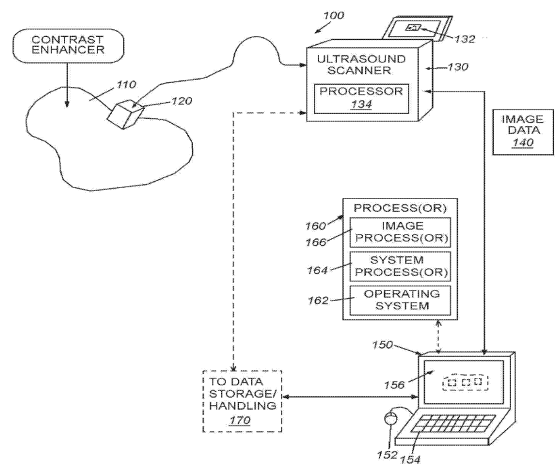 CONTRAST
ENHANCER
100
110
120
ULTRASOUND
SCANNER
PROCESSOR
134
132
130
IMAGE
DATA
140
PROCESS(OR)
160
IMAGE
PROCESS(OR)
166
SYSTEM
PROCESS(OR)
164
OPERATING
SYSTEM
162
150
156
TO DATA
STORAGE/
HANDLING
170
152
154